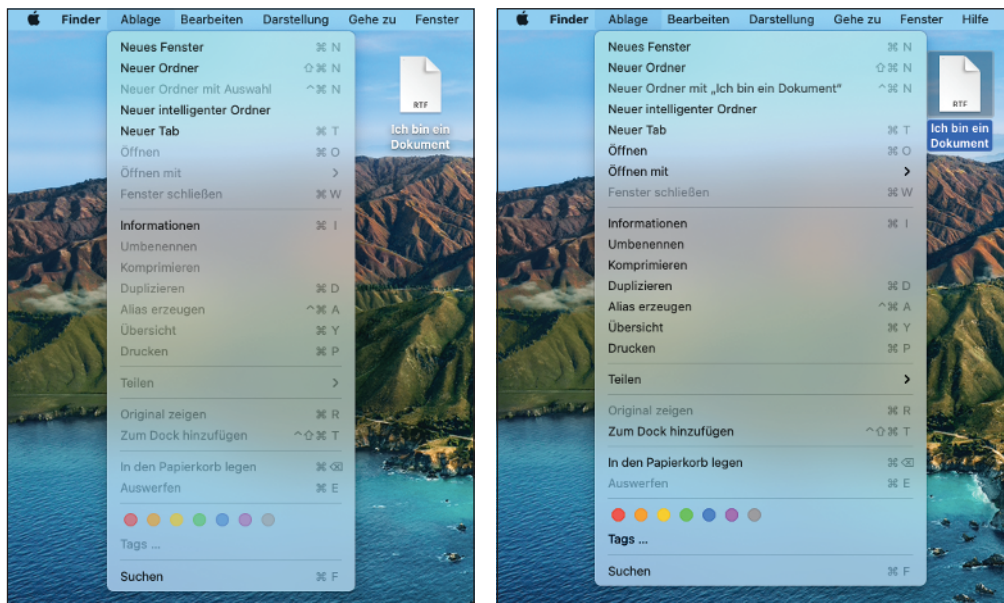 Finder Ablage Bearbeiten Darstellung Gehe zu Fenster
Neues Fenster ⌘ N
Neuer Ordner ⇧⌘ N
Neuer Ordner mit Auswahl ^⌘ N
Neuer intelligenter Ordner
Neuer Tab ⌘ T
Öffnen ⌘ O
Öffnen mit >
Fenster schließen ⌘ W
Informationen ⌘ I
Umbenennen
Komprimieren
Duplizieren ⌘ D
Alias erzeugen ^⌘ A
Übersicht ⌘ Y
Drucken ⌘ P
Teilen >
Original zeigen ⌘ R
Zum Dock hinzufügen ^⇧⌘ T
In den Papierkorb legen ⌘ ⌫
Auswerfen ⌘ E
Tags ...
Suchen ⌘ F
RTF
Ich bin ein
Dokument
Finder Ablage Bearbeiten Darstellung Gehe zu Fenster Hilfe
Neues Fenster ⌘ N
Neuer Ordner ⇧⌘ N
Neuer Ordner mit „Ich bin ein Dokument“ ^⌘ N
Neuer intelligenter Ordner
Neuer Tab ⌘ T
Öffnen ⌘ O
Öffnen mit >
Fenster schließen ⌘ W
Informationen ⌘ I
Umbenennen
Komprimieren
Duplizieren ⌘ D
Alias erzeugen ^⌘ A
Übersicht ⌘ Y
Drucken ⌘ P
Teilen >
Original zeigen ⌘ R
Zum Dock hinzufügen ^⇧⌘ T
In den Papierkorb legen ⌘ ⌫
Auswerfen ⌘ E
Tags ...
Suchen ⌘ F
RTF
Ich bin ein
Dokument